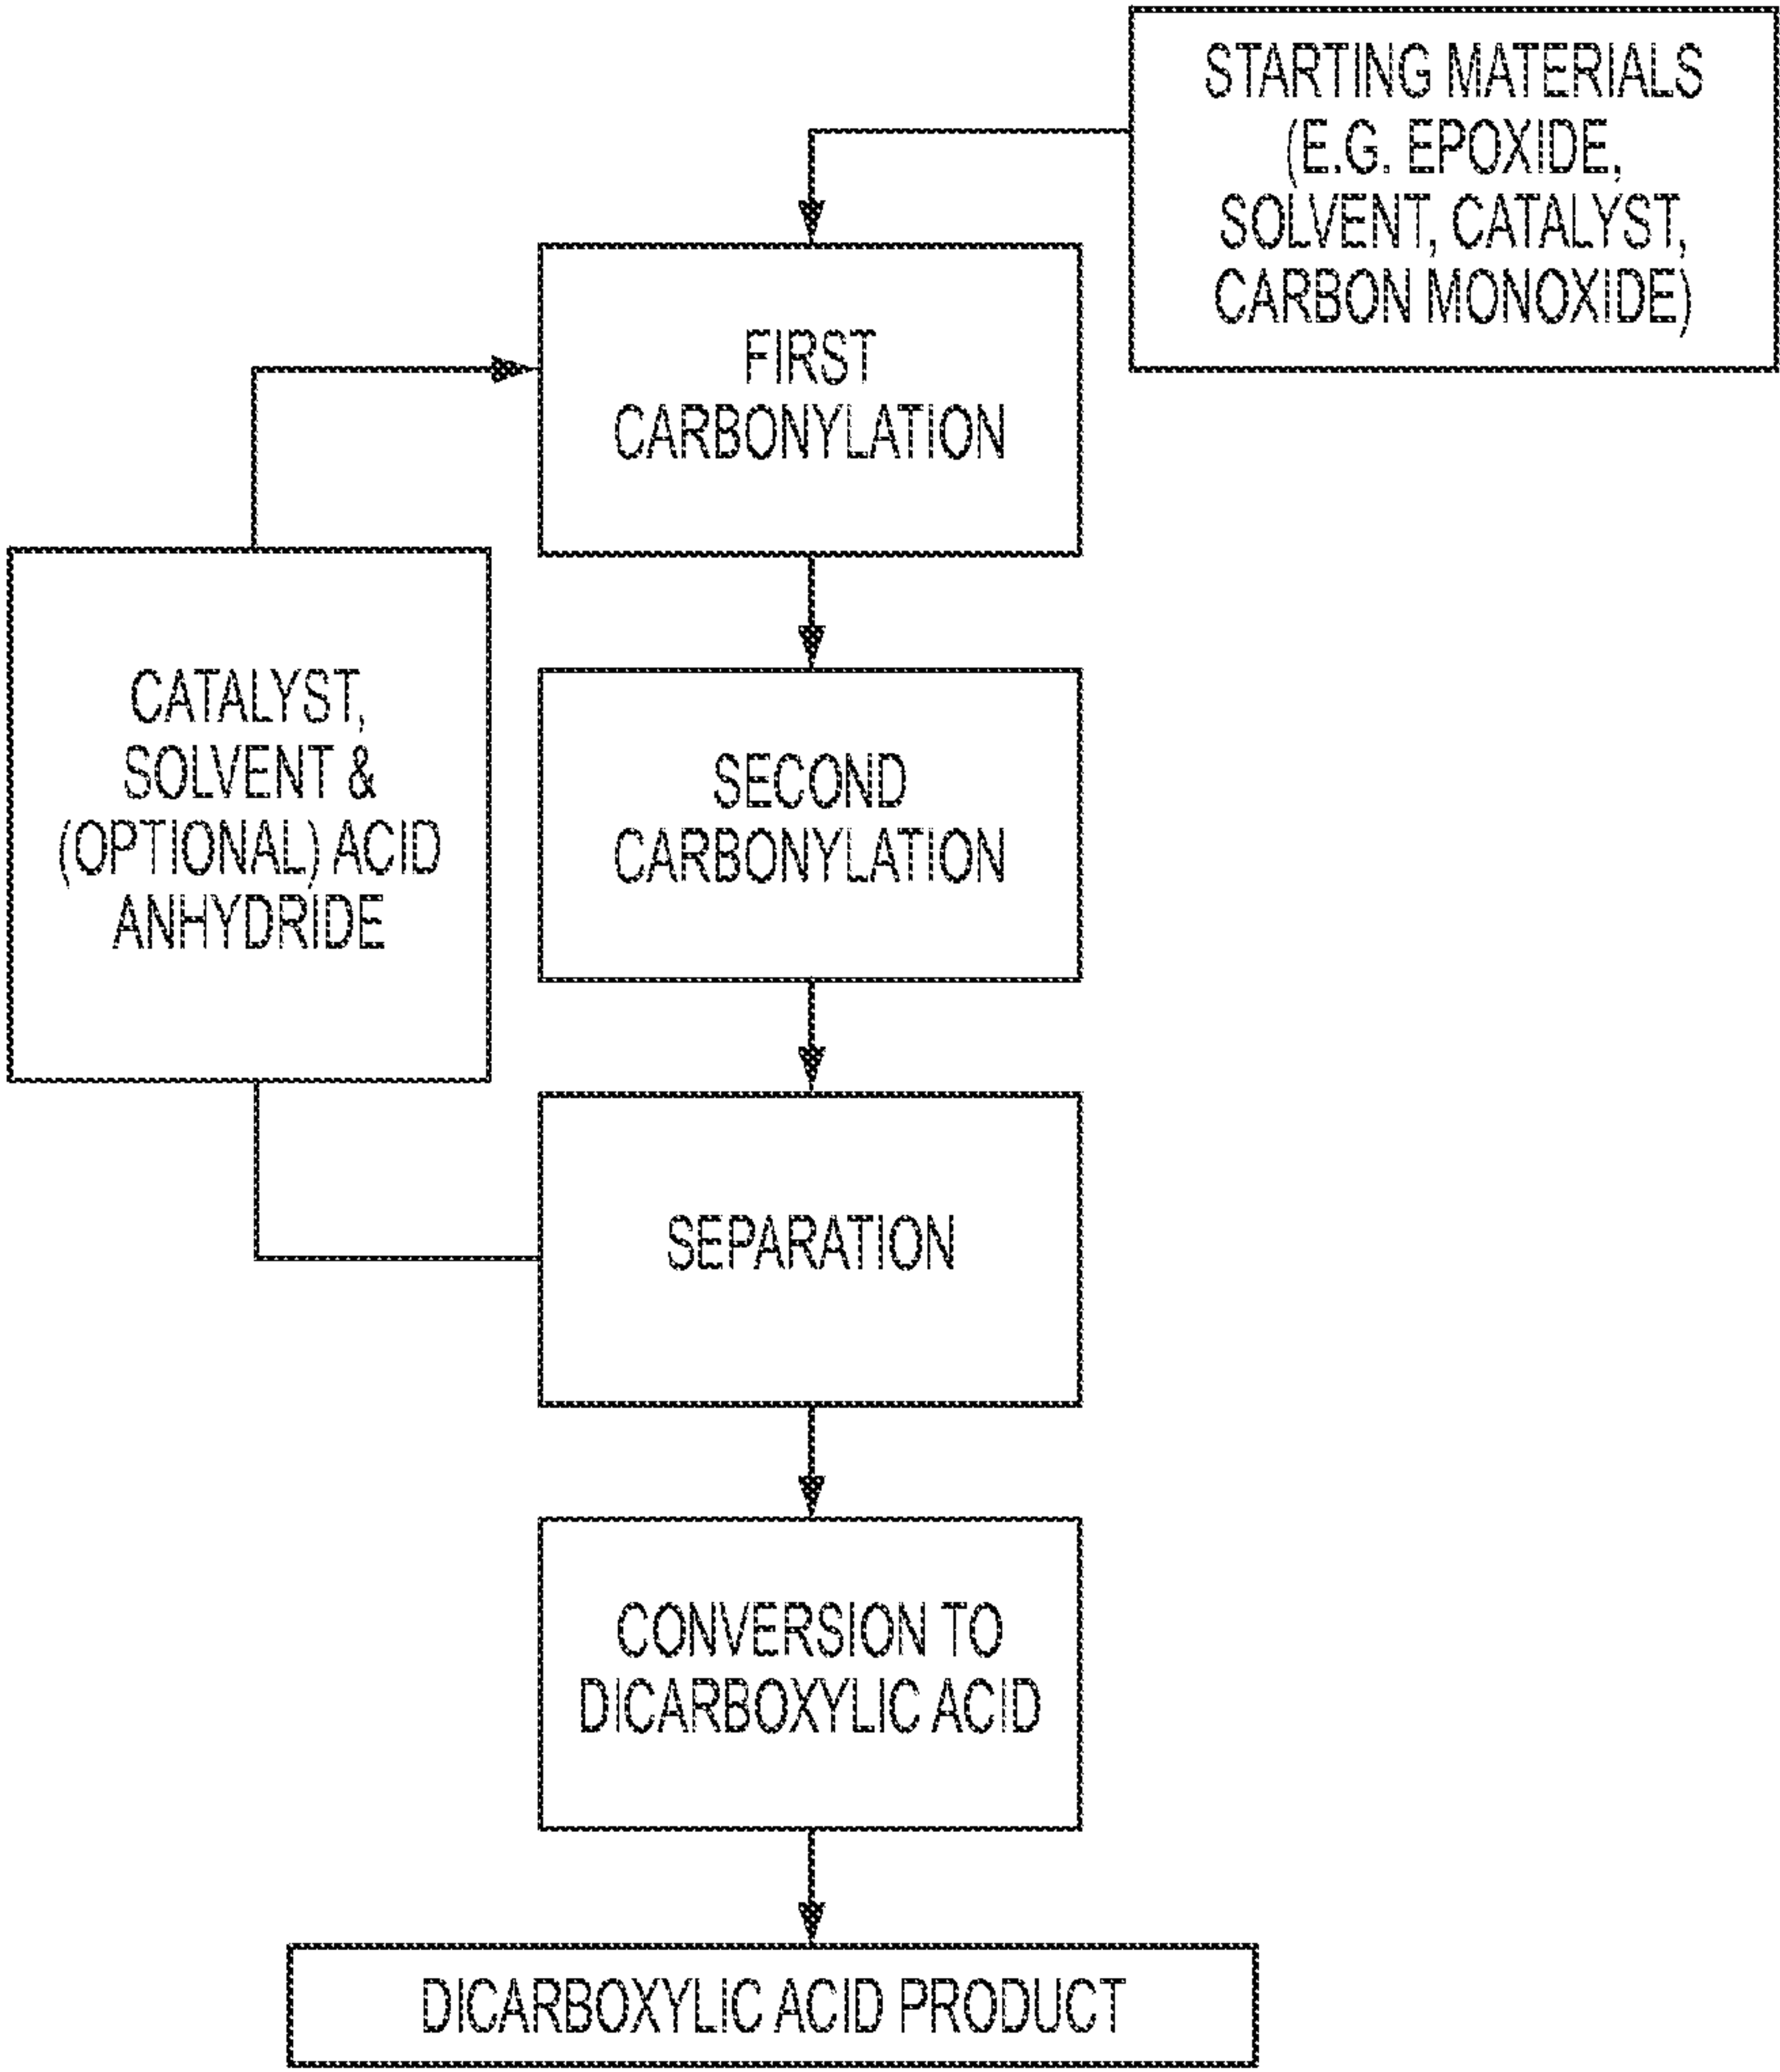 STARTING MATERIALS
(E.G. EPOXIDE,
SOLVENT, CATALYST,
CARBON MONOXIDE)
FIRST
CARBONYLATION
CATALYST,
SOLVENT &
(OPTIONAL) ACID
ANHYDRIDE
SECOND
CARBONYLATION
SEPARATION
CONVERSION TO
DICARBOXYLIC ACID
DICARBOXYLIC ACID PRODUCT